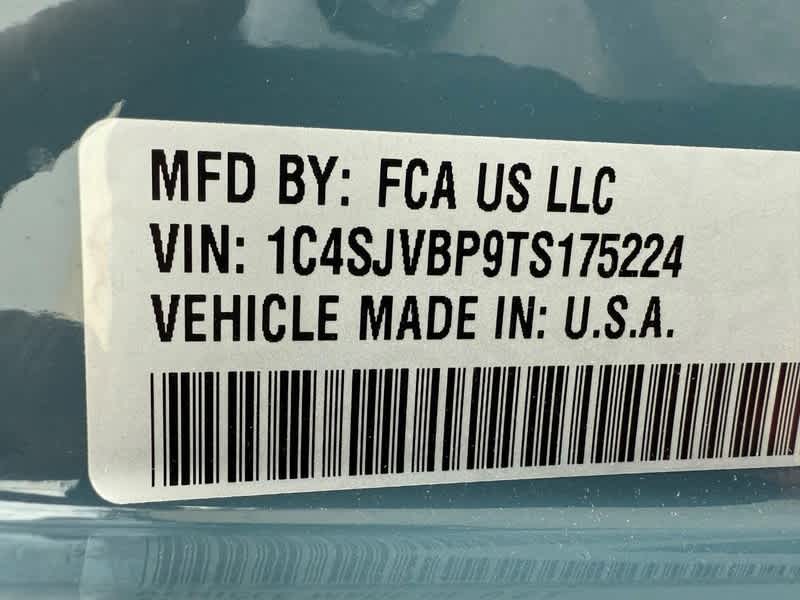 MFD BY: FCA US LLC
VIN: 1C4SJVBP9TS175224
VEHICLE MADE IN: U.S.A.